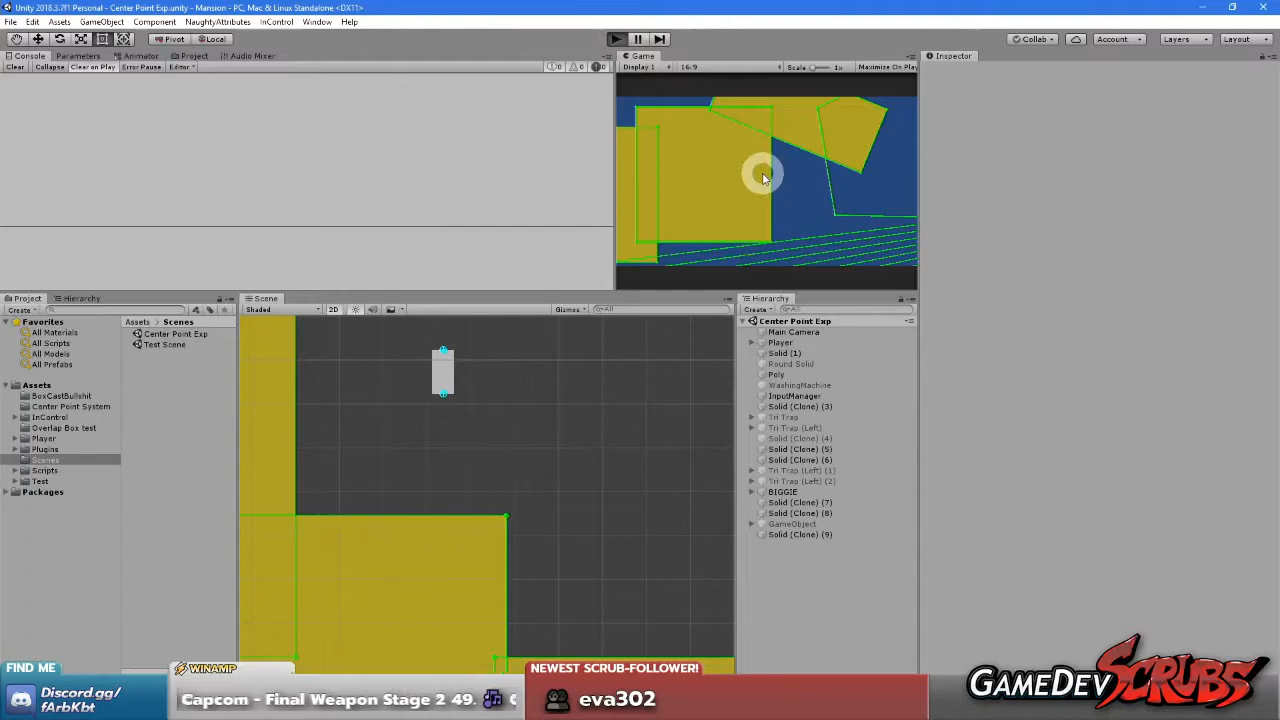 Unity 2018.3.7f1 Personal - Center Point Exp.unity - Mansion - PC, Mac & Linux Standalone <DX11>
File Edit Assets GameObject Component NaughtyAttributes InControl Window Help
Pivot Local Collab Account Layers Layout
Console Parameters Animator Project Audio Mixer
Game
Inspector
Clear Collapse Clear on Play Error Pause Editor
Display 1 16:9 Scale 1x Maximize On Play
Project Hierarchy
Scene
Hierarchy
Create
Shaded 2D Gizmos All
Create All
Favorites
All Materials
All Scripts
All Models
All Prefabs
Assets
BoxCastBullshit
Center Point System
InControl
Overlap Box test
Player
Plugins
Scenes
Scripts
Test
Packages
Assets Scenes
Center Point Exp
Test Scene
Center Point Exp
Main Camera
Player
Solid (1)
Round Solid
Poly
WashingMachine
InputManager
Solid (Clone) (3)
Tri Trap
Tri Trap (Left)
Solid (Clone) (4)
Solid (Clone) (5)
Solid (Clone) (6)
Tri Trap (Left) (1)
Tri Trap (Left) (2)
BIGGIE
Solid (Clone) (7)
Solid (Clone) (8)
GameObject
Solid (Clone) (9)
FIND ME
Discord.gg/
fArbKbt
WINAMP
Capcom - Final Weapon Stage 2 49.
NEWEST SCRUB-FOLLOWER!
eva302
GAMEDEV SCRUBS